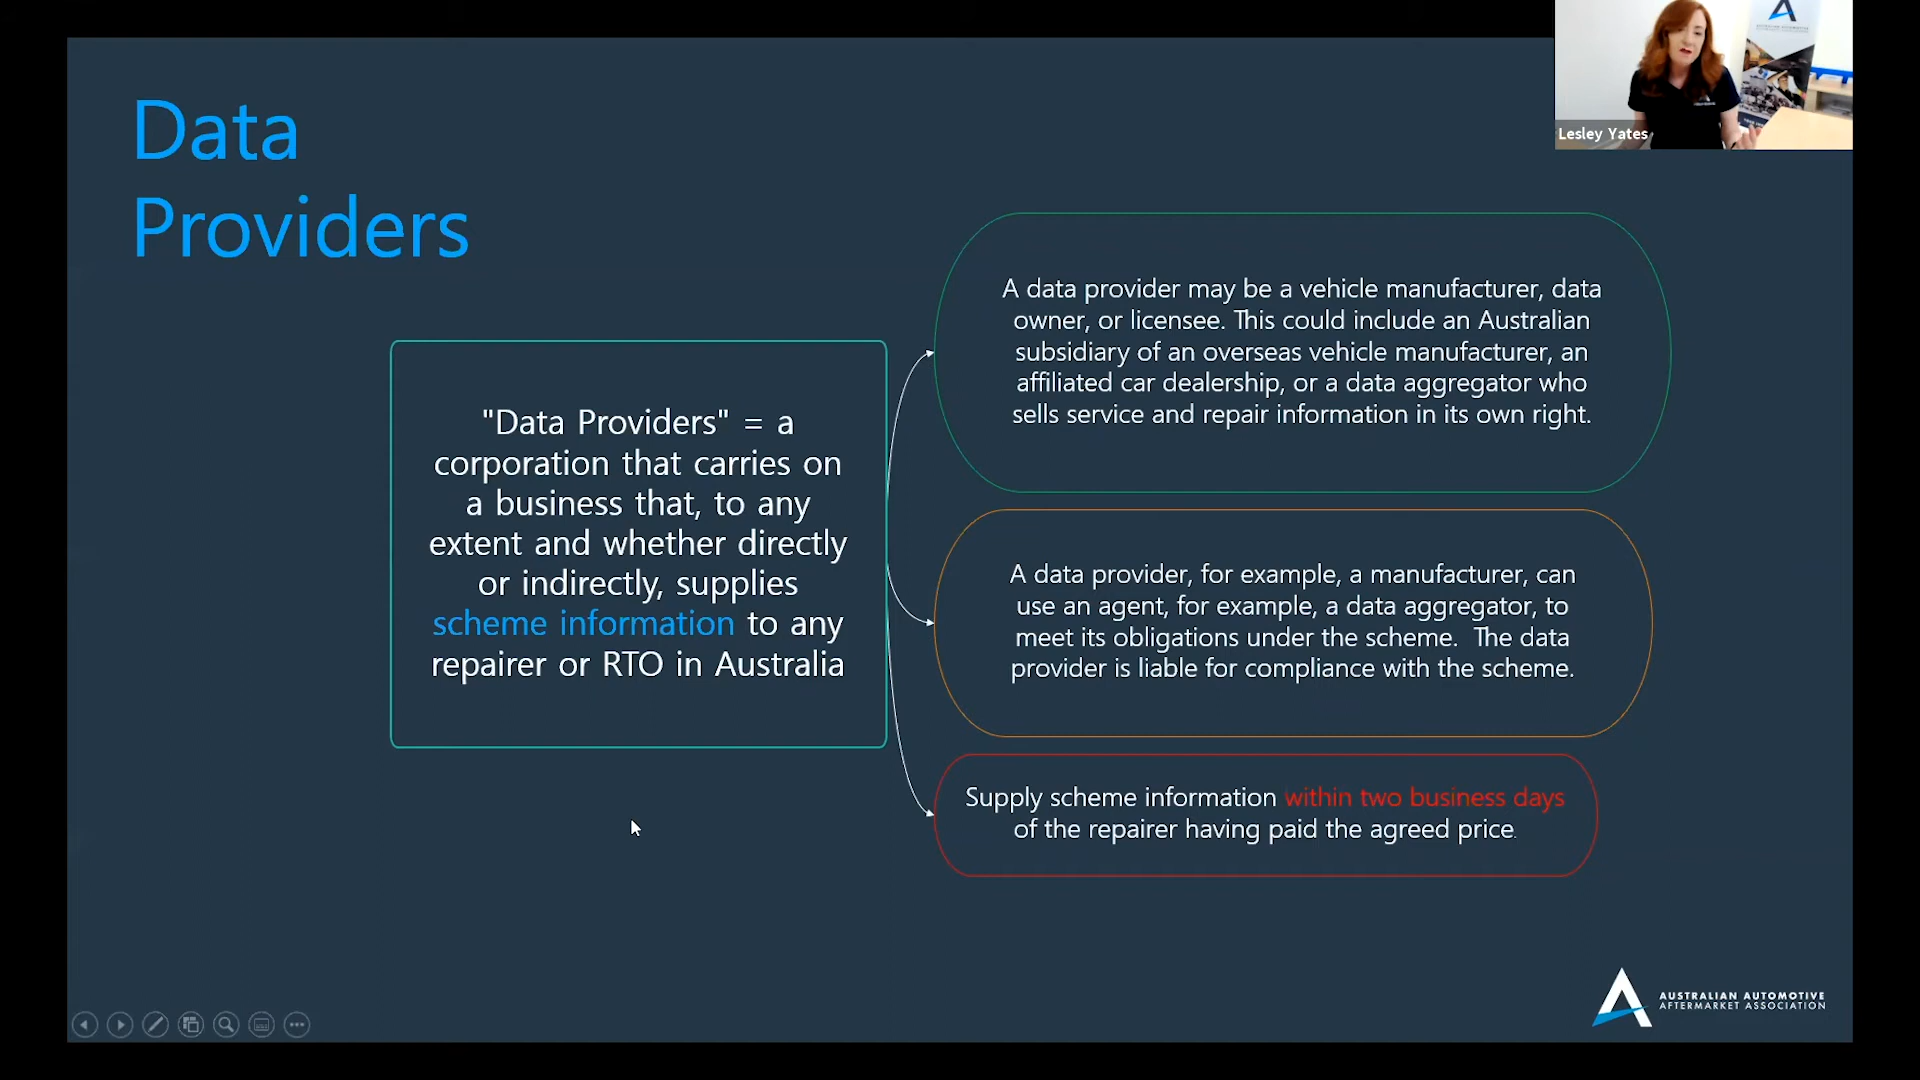 Data
Providers
"Data Providers" = a
corporation that carries on
a business that, to any
extent and whether directly
or indirectly, supplies
scheme information to any
repairer or RTO in Australia
A data provider may be a vehicle manufacturer, data
owner, or licensee. This could include an Australian
subsidiary of an overseas vehicle manufacturer, an
affiliated car dealership, or a data aggregator who
sells service and repair information in its own right.
A data provider, for example, a manufacturer, can
use an agent, for example, a data aggregator, to
meet its obligations under the scheme. The data
provider is liable for compliance with the scheme.
Supply scheme information within two business days
of the repairer having paid the agreed price.
Lesley Yates
AUSTRALIAN AUTOMOTIVE
AFTERMARKET ASSOCIATION